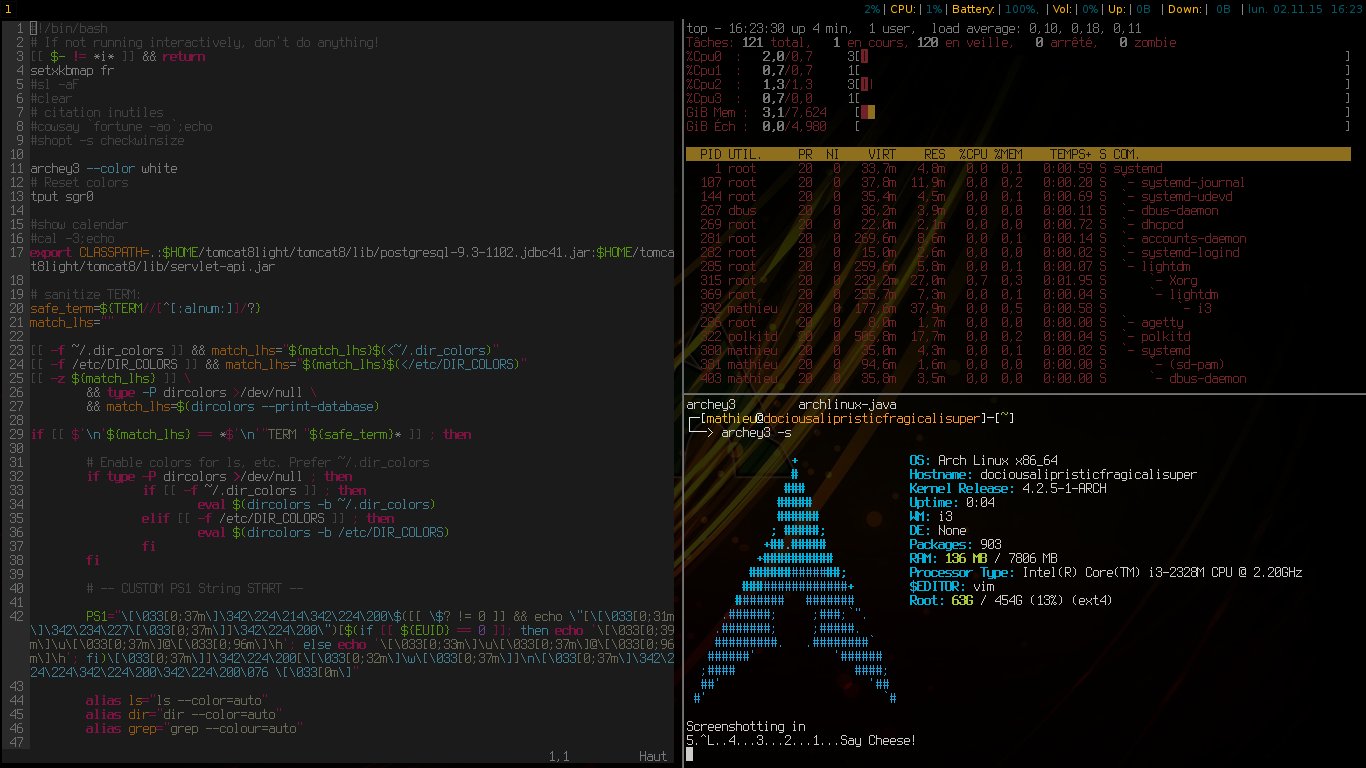 1
2% | CPU: | 1% | Battery: | 100%, | Vol: | 0% | Up: | 0B | Down: | 0B | lun. 02.11.15 16:23
1 #!/bin/bash
2 # If not running interactively, don't do anything!
3 [[ $- != *i* ]] && return
4 setxkbmap fr
5 #sl -aF
6 #clear
7 # citation inutiles
8 #cowsay `fortune -ao`;echo
9 #shopt -s checkwinsize
10
11 archey3 --color white
12 # Reset colors
13 tput sgr0
14
15 #show calendar
16 #cal -3;echo
17 export CLASSPATH=.:$HOME/tomcat8light/tomcat8/lib/postgresql-9.3-1102.jdbc41.jar:$HOME/tomca
t8light/tomcat8/lib/servlet-api.jar
18
19 # sanitize TERM:
20 safe_term=${TERM//[^[:alnum:]]/?}
21 match_lhs=""
22
23 [[ -f ~/.dir_colors ]] && match_lhs="${match_lhs}$(<~/.dir_colors)"
24 [[ -f /etc/DIR_COLORS ]] && match_lhs="${match_lhs}$(</etc/DIR_COLORS)
25 [[ -z ${match_lhs} ]] \
26 && type -P dircolors >/dev/null \
27 && match_lhs=$(dircolors --print-database)
28
29 if [[ $'\n'${match_lhs} == *$'\n'"TERM "${safe_term}* ]] ; then
30
31 # Enable colors for ls, etc. Prefer ~/.dir_colors
32 if type -P dircolors >/dev/null ; then
33 if [[ -f ~/.dir_colors ]] ; then
34 eval $(dircolors -b ~/.dir_colors)
35 elif [[ -f /etc/DIR_COLORS ]] ; then
36 eval $(dircolors -b /etc/DIR_COLORS)
37 fi
38 fi
39
40 # -- CUSTOM PS1 String START --
41
42 PS1="\[\033[0;37m\]\342\224\214\342\224\200\$([[ \$? != 0 ]] && echo \"[\[\033[0;31m
\]\342\234\227\[\033[0;37m\]]\342\224\200\")[$(if [[ ${EUID} == 0 ]]; then echo '\[\033[0;39
m\]\u\[\033[0;37m\]@\[\033[0;96m\]\h'; else echo '\[\033[0;33m\]\u\[\033[0;37m\]@\[\033[0;96
m\]\h'; fi)\[\033[0;37m\]]\342\224\200[\[\033[0;32m\]\w\[\033[0;37m\]]\n\[\033[0;37m\]\342\2
24\224\342\224\200\342\224\200\076 \[\033[0m\]"
43
44 alias ls="ls --color=auto"
45 alias dir="dir --color=auto"
46 alias grep="grep --colour=auto"
47
1,1 Haut
top - 16:23:30 up 4 min, 1 user, load average: 0,10, 0,18, 0,11
Tâches: 121 total, 1 en cours, 120 en veille, 0 arrêté, 0 zombie
%Cpu0 : 2,0/0,7 3[|| ]
%Cpu1 : 0,7/0,7 1[ ]
%Cpu2 : 1,3/1,3 3[|| ]
%Cpu3 : 0,7/0,0 1[ ]
GiB Mem : 3,1/7,624 [ ]
GiB Éch : 0,0/4,980 [ ]
PID UTIL. PR NI VIRT RES %CPU %MEM TEMPS+ S COM.
1 root 20 0 33,7m 4,8m 0,0 0,1 0:00.59 S systemd
107 root 20 0 37,8m 11,9m 0,0 0,2 0:00.20 S `- systemd-journal
144 root 20 0 35,4m 4,5m 0,0 0,1 0:00.69 S `- systemd-udevd
267 dbus 20 0 36,2m 3,9m 0,0 0,0 0:00.11 S `- dbus-daemon
269 root 20 0 22,0m 2,1m 0,0 0,0 0:00.72 S `- dhcpcd
281 root 20 0 269,6m 8,6m 0,0 0,1 0:00.14 S `- accounts-daemon
282 root 20 0 15,0m 2,6m 0,0 0,0 0:00.02 S `- systemd-logind
285 root 20 0 259,6m 5,8m 0,0 0,1 0:00.07 S `- lightdm
315 root 20 0 239,2m 27,0m 0,7 0,3 0:01.95 S `- Xorg
369 root 20 0 255,7m 7,3m 0,0 0,1 0:00.04 S `- lightdm
392 mathieu 20 0 177,6m 37,9m 0,0 0,5 0:00.58 S `- i3
296 root 20 0 8,0m 1,7m 0,0 0,0 0:00.00 S `- agetty
322 polkitd 20 0 505,8m 17,7m 0,0 0,2 0:00.04 S `- polkitd
380 mathieu 20 0 35,0m 4,3m 0,0 0,1 0:00.02 S `- systemd
381 mathieu 20 0 94,6m 1,6m 0,0 0,0 0:00.00 S `- (sd-pam)
403 mathieu 20 0 35,8m 3,5m 0,0 0,0 0:00.00 S `- dbus-daemon
archey3 archlinux-java
┌─[mathieu@dociousalipristicfragicalisuper]─[~]
└──> archey3 -s
OS: Arch Linux x86_64
Hostname: dociousalipristicfragicalisuper
Kernel Release: 4.2.5-1-ARCH
Uptime: 0:04
WM: i3
DE: None
Packages: 903
RAM: 136 MB / 7806 MB
Processor Type: Intel(R) Core(TM) i3-2328M CPU @ 2.20GHz
$EDITOR: vim
Root: 63G / 454G (13%) (ext4)
Screenshotting in
5.^L..4...3...2...1...Say Cheese!